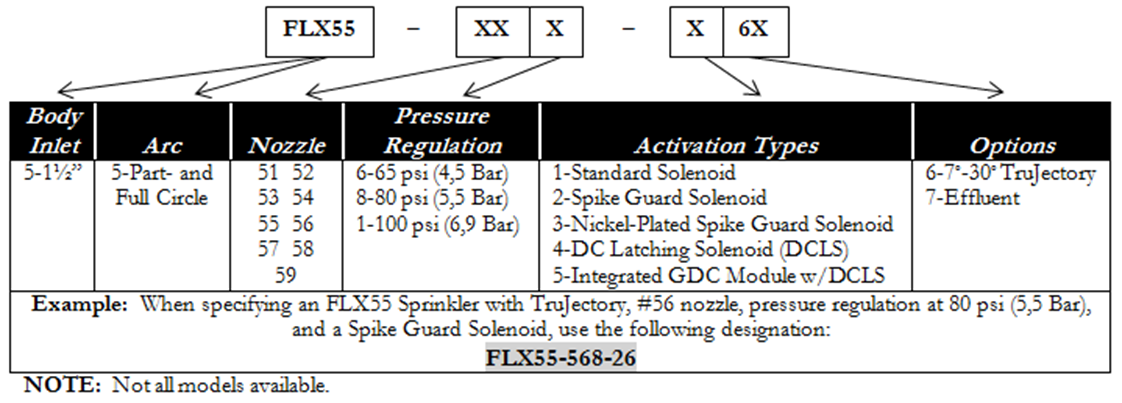 FLX55 – XX X – X 6X
Body Inlet Arc Nozzle Pressure Regulation Activation Types Options
5-1½” 5-Part- and 51 52 6-65 psi (4,5 Bar) 1-Standard Solenoid 6-7°-30° TruJectory
Full Circle 53 54 8-80 psi (5,5 Bar) 2-Spike Guard Solenoid 7-Effluent
55 56 1-100 psi (6,9 Bar) 3-Nickel-Plated Spike Guard Solenoid
57 58 4-DC Latching Solenoid (DCLS)
59 5-Integrated GDC Module w/DCLS
Example: When specifying an FLX55 Sprinkler with TruJectory, #56 nozzle, pressure regulation at 80 psi (5,5 Bar),
and a Spike Guard Solenoid, use the following designation:
FLX55-568-26
NOTE: Not all models available.